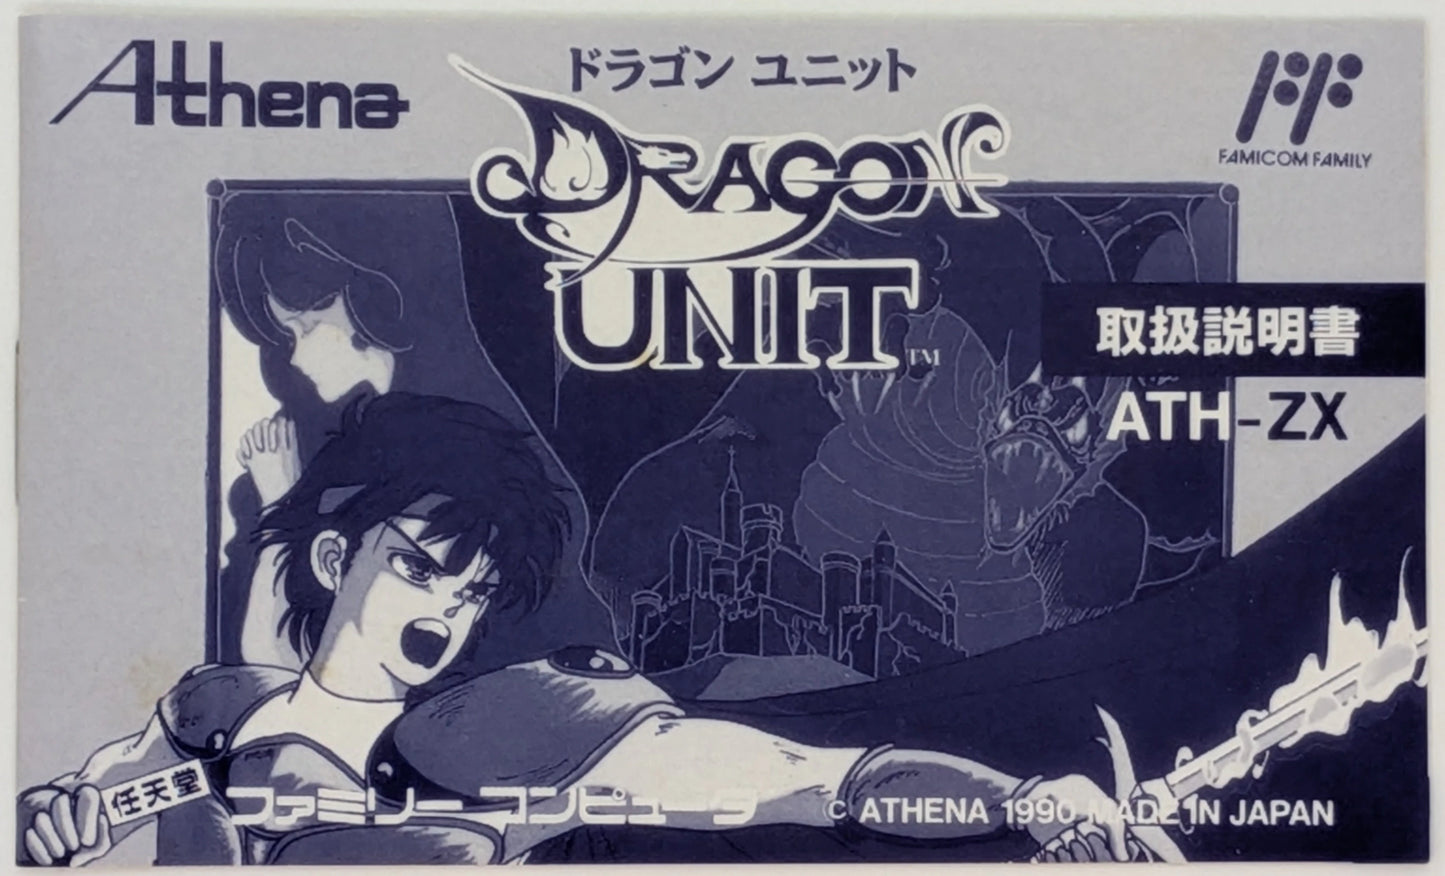 Athena
ドラゴン ユニット
DRAGON
UNIT™
FAMICOM FAMILY
取扱説明書
ATH-ZX
任天堂
ファミリー コンピュータ
© ATHENA 1990 MADE IN JAPAN